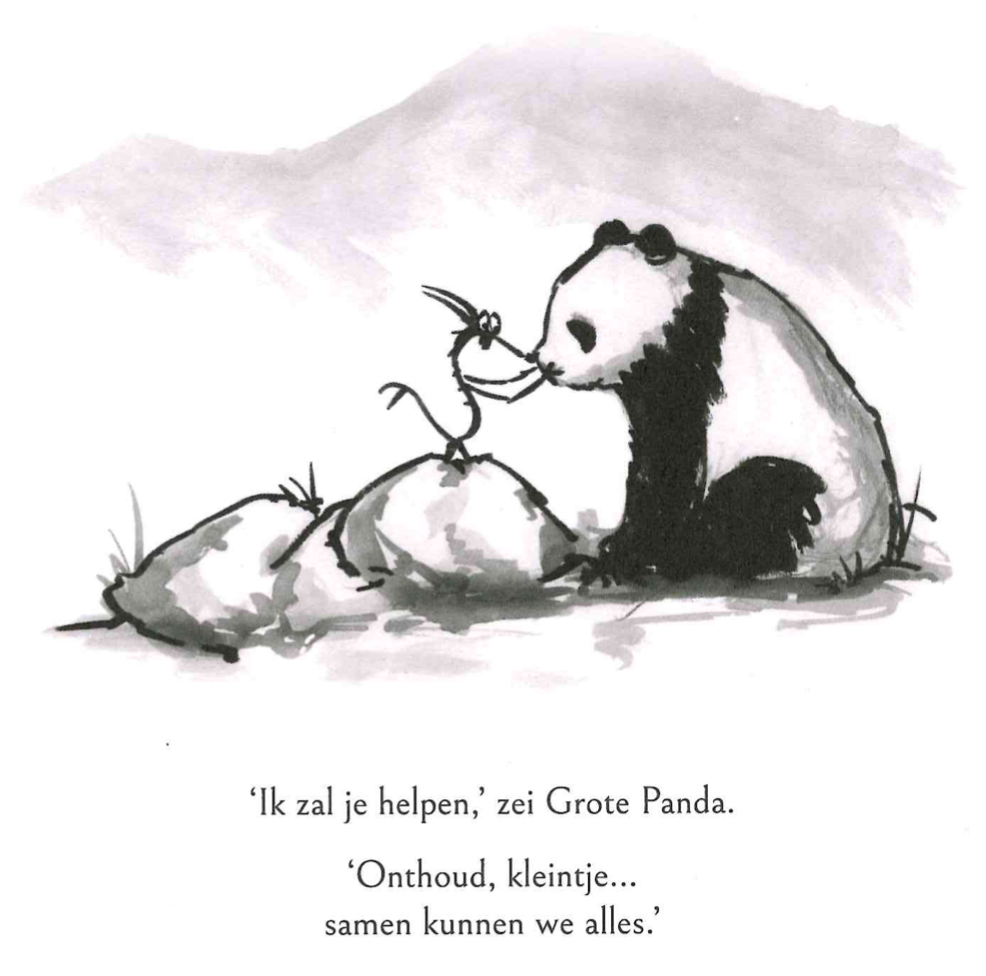 ‘Ik zal je helpen,’ zei Grote Panda.
‘Onthoud, kleintje...
samen kunnen we alles.’